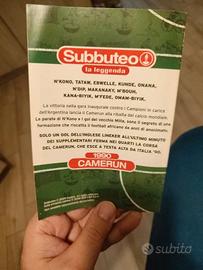 Subbuteo
la leggenda
N'KONO, TATAW, EBWELLE, KUNDE, ONANA,
M'DIP, MAKANAKY, M'BOUH,
KANA-BIYIK, M'FEDE, OMAM-BIYIK.
La vittoria nella gara inaugurale contro i Campioni in carica
dell'Argentina lancia il Camerun alla ribalta del calcio mondiale.
Le parate di N'Kono e i gol del vecchio Milla, sono il segreto di una
formazione che riscatta il football africano da anni di anonimato.
SOLO UN GOL DELL'INGLESE LINEKER ALL'ULTIMO MINUTO
DEI SUPPLEMENTARI FERMA NEI QUARTI LA CORSA
DEL CAMERUN, CHE ESCE A TESTA ALTA DA ITALIA '90.
1990
CAMERUN
subito